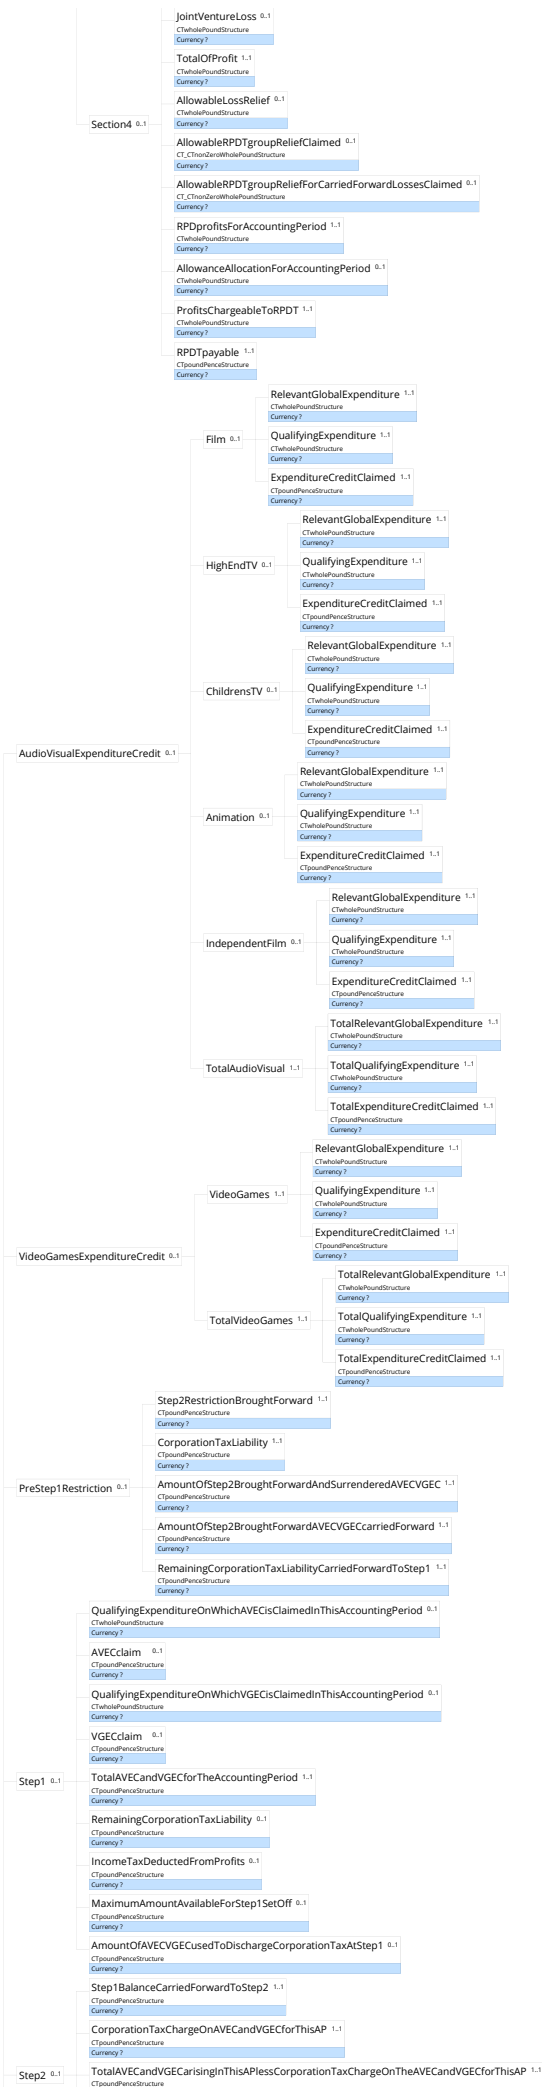 JointVentureLoss 0..1
CTwholePoundStructure
Currency ?
TotalOfProfit 1..1
CTwholePoundStructure
Currency ?
AllowableLossRelief 0..1
CTwholePoundStructure
Currency ?
Section4 0..1
AllowableRPDTgroupReliefClaimed 0..1
CT_CTnonZeroWholePoundStructure
Currency ?
AllowableRPDTgroupReliefForCarriedForwardLossesClaimed 0..1
CT_CTnonZeroWholePoundStructure
Currency ?
RPDprofitsForAccountingPeriod 1..1
CTwholePoundStructure
Currency ?
AllowanceAllocationForAccountingPeriod 0..1
CTwholePoundStructure
Currency ?
ProfitsChargeableToRPDT 1..1
CTwholePoundStructure
Currency ?
RPDTpayable 1..1
CTpoundPenceStructure
Currency ?
RelevantGlobalExpenditure 1..1
CTwholePoundStructure
Currency ?
Film 0..1
QualifyingExpenditure 1..1
CTwholePoundStructure
Currency ?
ExpenditureCreditClaimed 1..1
CTpoundPenceStructure
Currency ?
RelevantGlobalExpenditure 1..1
CTwholePoundStructure
Currency ?
HighEndTV 0..1
QualifyingExpenditure 1..1
CTwholePoundStructure
Currency ?
ExpenditureCreditClaimed 1..1
CTpoundPenceStructure
Currency ?
RelevantGlobalExpenditure 1..1
CTwholePoundStructure
Currency ?
ChildrensTV 0..1
QualifyingExpenditure 1..1
CTwholePoundStructure
Currency ?
ExpenditureCreditClaimed 1..1
CTpoundPenceStructure
Currency ?
AudioVisualExpenditureCredit 0..1
RelevantGlobalExpenditure 1..1
CTwholePoundStructure
Currency ?
Animation 0..1
QualifyingExpenditure 1..1
CTwholePoundStructure
Currency ?
ExpenditureCreditClaimed 1..1
CTpoundPenceStructure
Currency ?
RelevantGlobalExpenditure 1..1
CTwholePoundStructure
Currency ?
IndependentFilm 0..1
QualifyingExpenditure 1..1
CTwholePoundStructure
Currency ?
ExpenditureCreditClaimed 1..1
CTpoundPenceStructure
Currency ?
TotalRelevantGlobalExpenditure 1..1
CTwholePoundStructure
Currency ?
TotalAudioVisual 1..1
TotalQualifyingExpenditure 1..1
CTwholePoundStructure
Currency ?
TotalExpenditureCreditClaimed 1..1
CTpoundPenceStructure
Currency ?
RelevantGlobalExpenditure 1..1
CTwholePoundStructure
Currency ?
VideoGames 1..1
QualifyingExpenditure 1..1
CTwholePoundStructure
Currency ?
ExpenditureCreditClaimed 1..1
CTpoundPenceStructure
Currency ?
VideoGamesExpenditureCredit 0..1
TotalRelevantGlobalExpenditure 1..1
CTwholePoundStructure
Currency ?
TotalVideoGames 1..1
TotalQualifyingExpenditure 1..1
CTwholePoundStructure
Currency ?
TotalExpenditureCreditClaimed 1..1
CTpoundPenceStructure
Currency ?
Step2RestrictionBroughtForward 1..1
CTpoundPenceStructure
Currency ?
CorporationTaxLiability 1..1
CTpoundPenceStructure
Currency ?
PreStep1Restriction 0..1
AmountOfStep2BroughtForwardAndSurrenderedAVECVGEC 1..1
CTpoundPenceStructure
Currency ?
AmountOfStep2BroughtForwardAVECVGECcarriedForward 1..1
CTpoundPenceStructure
Currency ?
RemainingCorporationTaxLiabilityCarriedForwardToStep1 1..1
CTpoundPenceStructure
Currency ?
QualifyingExpenditureOnWhichAVECisClaimedInThisAccountingPeriod 0..1
CTwholePoundStructure
Currency ?
AVECclaim 0..1
CTpoundPenceStructure
Currency ?
QualifyingExpenditureOnWhichVGECisClaimedInThisAccountingPeriod 0..1
CTwholePoundStructure
Currency ?
VGECclaim 0..1
CTpoundPenceStructure
Currency ?
Step1 0..1
TotalAVECandVGECforTheAccountingPeriod 1..1
CTpoundPenceStructure
Currency ?
RemainingCorporationTaxLiability 0..1
CTpoundPenceStructure
Currency ?
IncomeTaxDeductedFromProfits 0..1
CTpoundPenceStructure
Currency ?
MaximumAmountAvailableForStep1SetOff 0..1
CTpoundPenceStructure
Currency ?
AmountOfAVECVGECusedToDischargeCorporationTaxAtStep1 0..1
CTpoundPenceStructure
Currency ?
Step1BalanceCarriedForwardToStep2 1..1
CTpoundPenceStructure
Currency ?
CorporationTaxChargeOnAVECandVGECforThisAP 1..1
CTpoundPenceStructure
Currency ?
Step2 0..1
TotalAVECandVGECarisingInThisAPlessCorporationTaxChargeOnTheAVECandVGECforThisAP 1..1
CTpoundPenceStructure